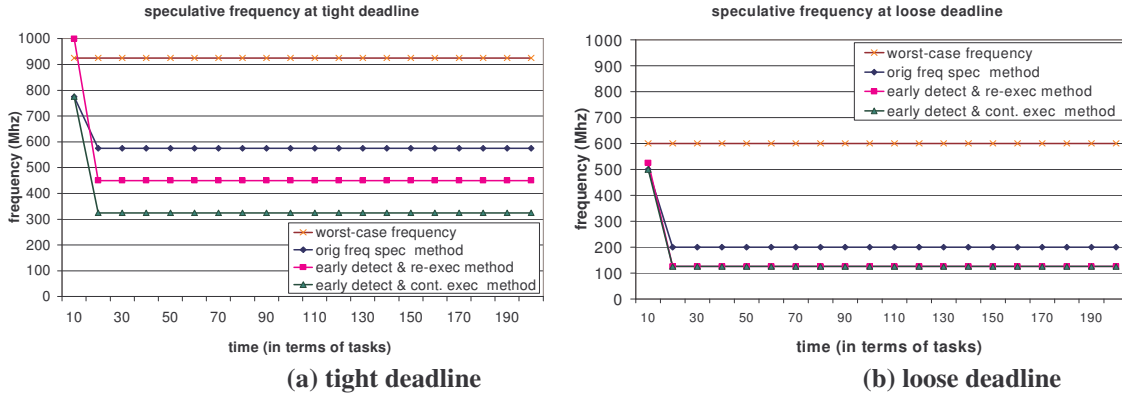 speculative frequency at tight deadline
1000
900
800
700
600
500
400
300
200
100
0
frequency (Mhz)
worst-case frequency
orig freq spec method
early detect & re-exec method
early detect & cont. exec method
10 30 50 70 90 110 130 150 170 190
time (in terms of tasks)
(a) tight deadline
speculative frequency at loose deadline
1000
900
800
700
600
500
400
300
200
100
0
frequency (Mhz)
worst-case frequency
orig freq spec method
early detect & re-exec method
early detect & cont. exec method
10 30 50 70 90 110 130 150 170 190
time (in terms of tasks)
(b) loose deadline